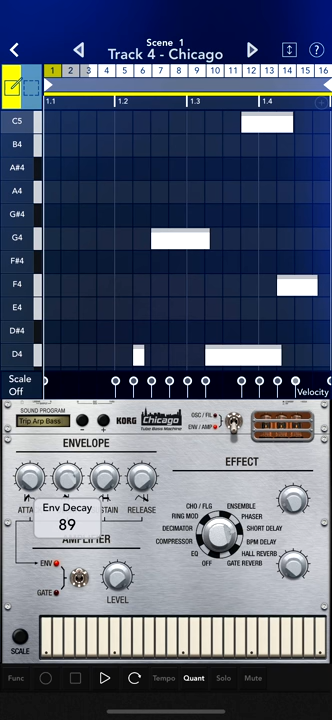 Scene 1
Track 4 - Chicago
?
1 2 3 4 5 6 7 8 9 10 11 12 13 14 15 16
1.1 1.2 1.3 1.4
C5
B4
A#4
A4
G#4
G4
F#4
F4
E4
D#4
D4
Scale Off
Velocity
SOUND PROGRAM
Trip Arp Bass
- +
KORG Chicago
Tube Bass Machine
OSC / FIL
ENV / AMP
ENVELOPE
EFFECT
ATTA
STAIN
RELEASE
Env Decay
89
AMPLIFIER
ENV
GATE
LEVEL
CHO / FLG
RING MOD
DECIMATOR
COMPRESSOR
EQ
OFF
ENSEMBLE
PHASER
SHORT DELAY
BPM DELAY
HALL REVERB
GATE REVERB
SCALE
Func Tempo Quant Solo Mute